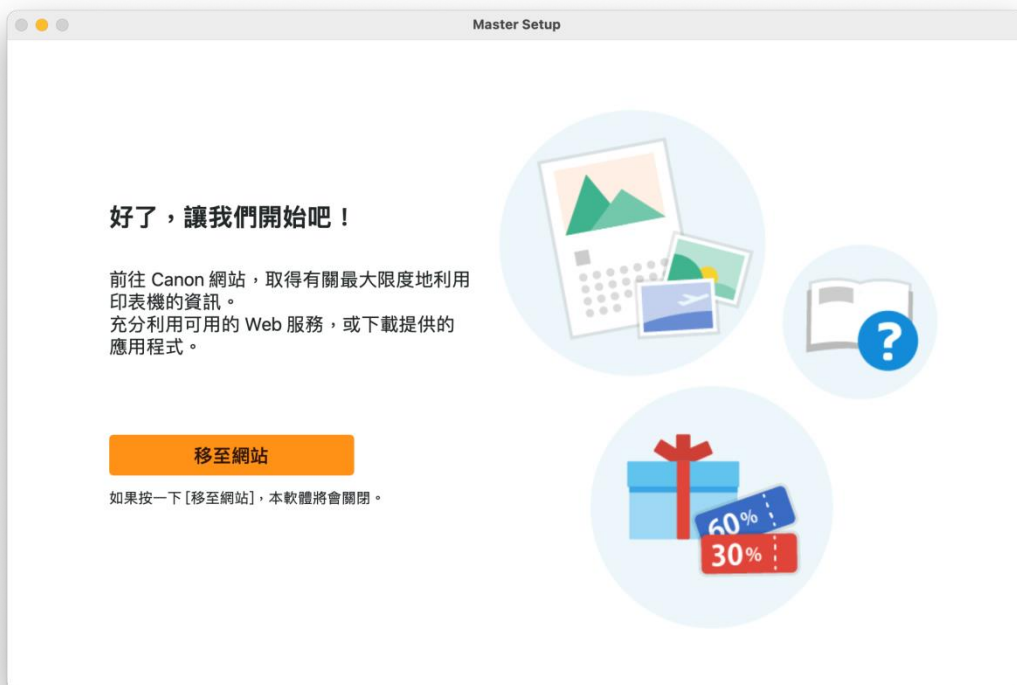 Master Setup
好了，讓我們開始吧！
前往 Canon 網站，取得有關最大限度地利用
印表機的資訊。
充分利用可用的 Web 服務，或下載提供的
應用程式。
移至網站
如果按一下 [移至網站]，本軟體將會關閉。
?
60%
30%